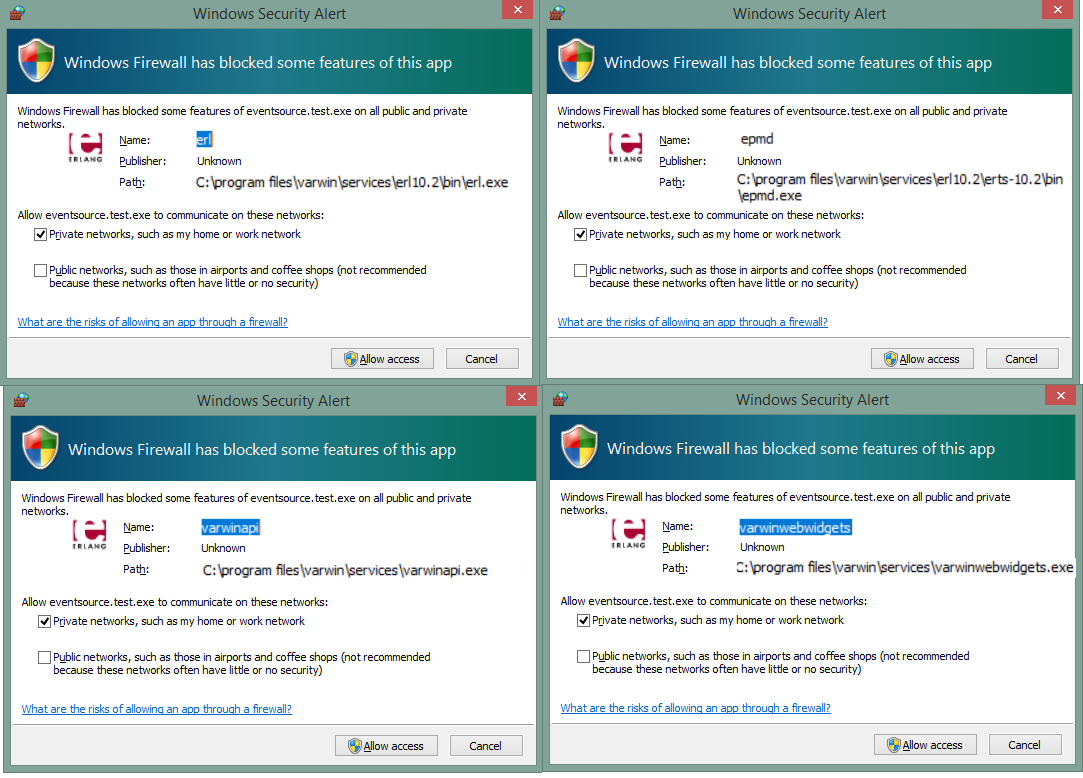 Windows Security Alert
Windows Firewall has blocked some features of this app
Windows Firewall has blocked some features of eventsource.test.exe on all public and private
networks.
ERLANG
Name: erl
Publisher: Unknown
Path: C:\program files\varwin\services\erl10.2\bin\erl.exe
Allow eventsource.test.exe to communicate on these networks:
Private networks, such as my home or work network
Public networks, such as those in airports and coffee shops (not recommended
because these networks often have little or no security)
What are the risks of allowing an app through a firewall?
Allow access Cancel
Windows Security Alert
Windows Firewall has blocked some features of this app
Windows Firewall has blocked some features of eventsource.test.exe on all public and private
networks.
ERLANG
Name: epmd
Publisher: Unknown
Path: C:\program files\varwin\services\erl10.2\erts-10.2\bin
\epmd.exe
Allow eventsource.test.exe to communicate on these networks:
Private networks, such as my home or work network
Public networks, such as those in airports and coffee shops (not recommended
because these networks often have little or no security)
What are the risks of allowing an app through a firewall?
Allow access Cancel
Windows Security Alert
Windows Firewall has blocked some features of this app
Windows Firewall has blocked some features of eventsource.test.exe on all public and private
networks.
ERLANG
Name: varwinapi
Publisher: Unknown
Path: C:\program files\varwin\services\varwinapi.exe
Allow eventsource.test.exe to communicate on these networks:
Private networks, such as my home or work network
Public networks, such as those in airports and coffee shops (not recommended
because these networks often have little or no security)
What are the risks of allowing an app through a firewall?
Allow access Cancel
Windows Security Alert
Windows Firewall has blocked some features of this app
Windows Firewall has blocked some features of eventsource.test.exe on all public and private
networks.
ERLANG
Name: varwinwebwidgets
Publisher: Unknown
Path: C:\program files\varwin\services\varwinwebwidgets.exe
Allow eventsource.test.exe to communicate on these networks:
Private networks, such as my home or work network
Public networks, such as those in airports and coffee shops (not recommended
because these networks often have little or no security)
What are the risks of allowing an app through a firewall?
Allow access Cancel